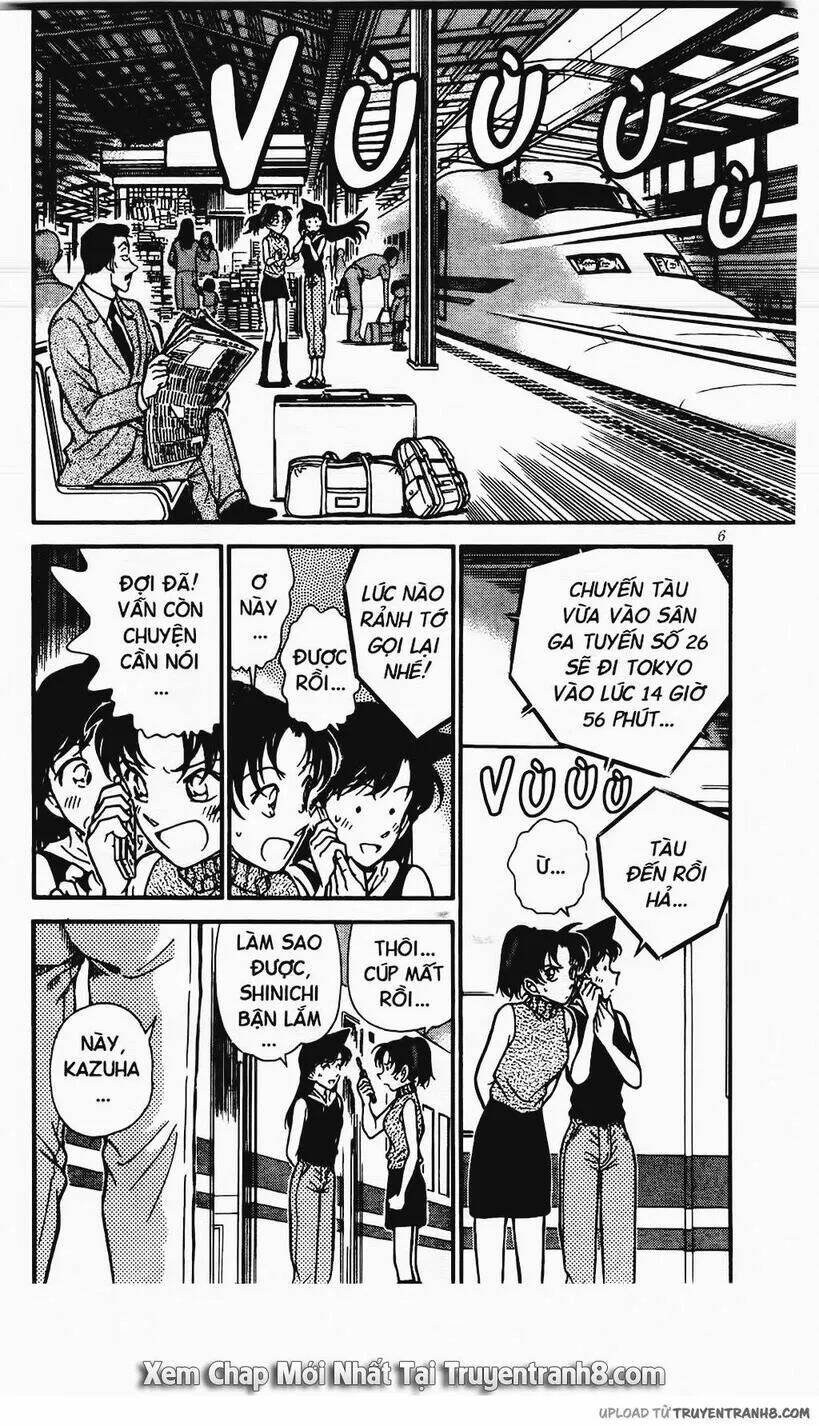 VÙ Ù Ù Ù
6
CHUYẾN TÀU
VỪA VÀO SÂN
GA TUYẾN SỐ 26
SẼ ĐI TOKYO
VÀO LÚC 14 GIỜ
56 PHÚT...
VÙÙÙ
TÀU
ĐẾN RỒI
HẢ...
Ừ...
LÚC NÀO
RẢNH TỚ
GỌI LẠI
NHÉ!
ĐƯỢC
RỒI...
Ơ
NÀY
...
ĐỢI ĐÃ!
VẪN CÒN
CHUYỆN
CẦN NÓI
...
THÔI...
CÚP MẤT
RỒI...
LÀM SAO
ĐƯỢC,
SHINICHI
BẬN LẮM
...
NÀY,
KAZUHA
...
Xem Chap Mới Nhất Tại Truyentranh8.com
UPLOAD TỪ TRUYENTRANH8.COM